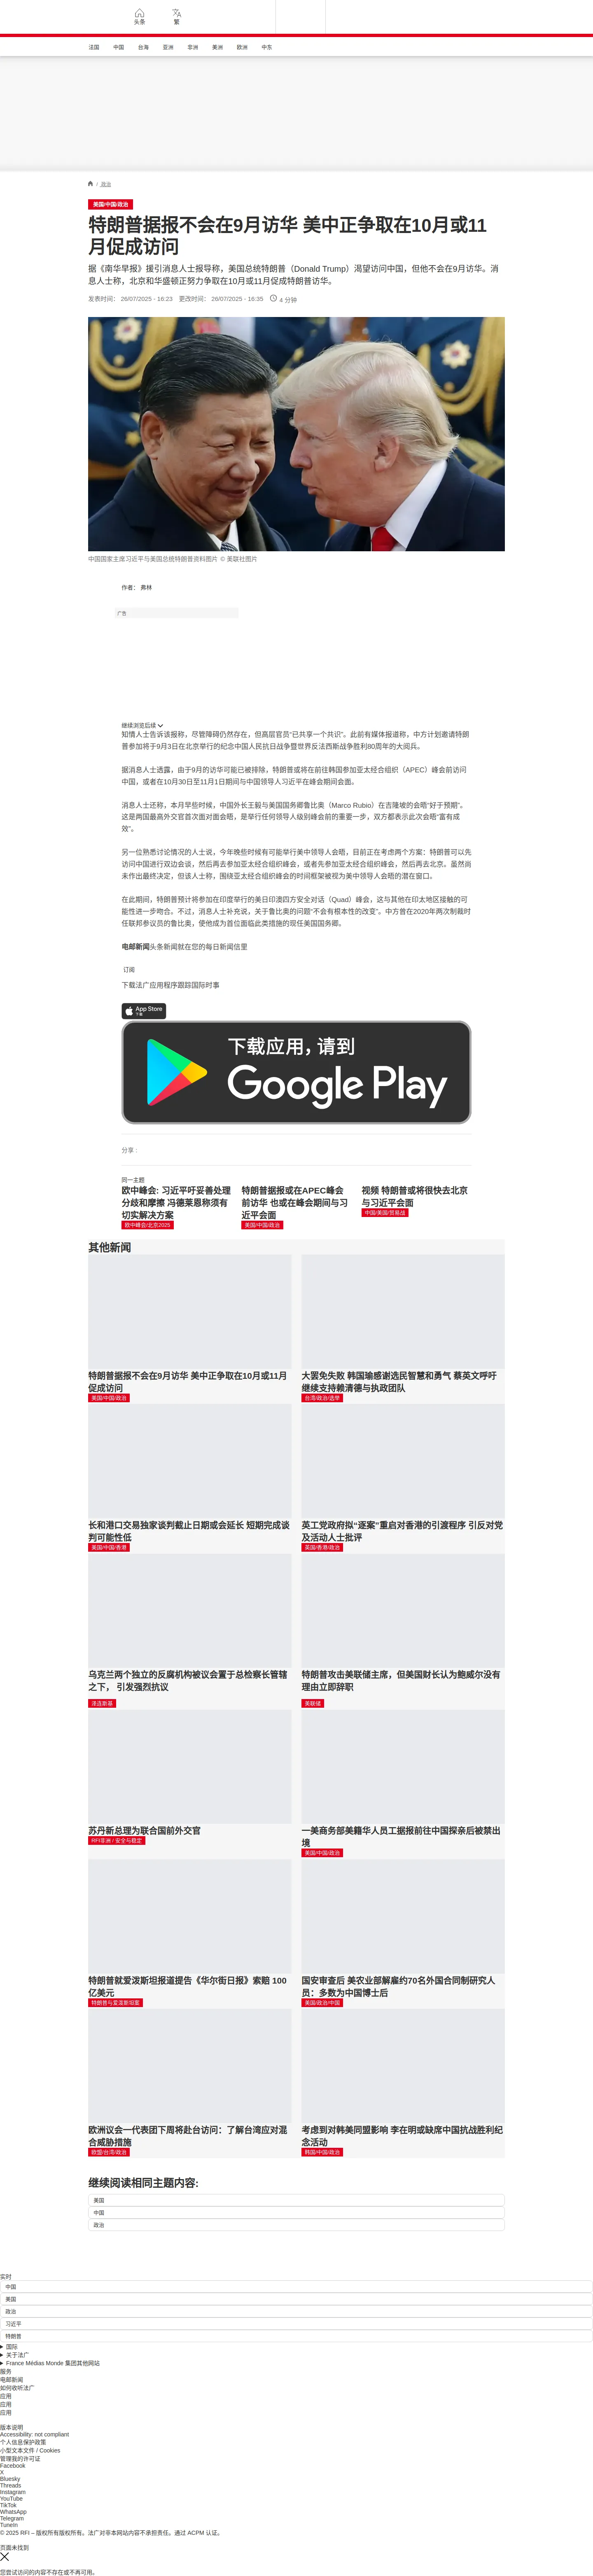 头条
繁
法国
中国
台海
亚洲
非洲
美洲
欧洲
中东
/ 政治
美国/中国/政治
特朗普据报不会在9月访华 美中正争取在10月或11
月促成访问
据《南华早报》援引消息人士报导称，美国总统特朗普（Donald Trump）渴望访问中国，但他不会在9月访华。消
息人士称，北京和华盛顿正努力争取在10月或11月促成特朗普访华。
发表时间： 26/07/2025 - 16:23 更改时间： 26/07/2025 - 16:35 4 分钟
中国国家主席习近平与美国总统特朗普资料图片 © 美联社图片
作者： 弗林
广告
继续浏览后续
知情人士告诉该报称，尽管障碍仍然存在，但高层官员“已共享一个共识”。此前有媒体报道称，中方计划邀请特朗
普参加将于9月3日在北京举行的纪念中国人民抗日战争暨世界反法西斯战争胜利80周年的大阅兵。
据消息人士透露，由于9月的访华可能已被排除，特朗普或将在前往韩国参加亚太经合组织（APEC）峰会前访问
中国，或者在10月30日至11月1日期间与中国领导人习近平在峰会期间会面。
消息人士还称，本月早些时候，中国外长王毅与美国国务卿鲁比奥（Marco Rubio）在吉隆坡的会晤“好于预期”。
这是两国最高外交官首次面对面会晤，是举行任何领导人级别峰会前的重要一步，双方都表示此次会晤“富有成
效”。
另一位熟悉讨论情况的人士说，今年晚些时候有可能举行美中领导人会晤，目前正在考虑两个方案：特朗普可以先
访问中国进行双边会谈，然后再去参加亚太经合组织峰会，或者先参加亚太经合组织峰会，然后再去北京。虽然尚
未作出最终决定，但该人士称，围绕亚太经合组织峰会的时间框架被视为美中领导人会晤的潜在窗口。
在此期间，特朗普预计将参加在印度举行的美日印澳四方安全对话（Quad）峰会，这与其他在印太地区接触的可
能性进一步吻合。不过，消息人士补充说，关于鲁比奥的问题“不会有根本性的改变”。中方曾在2020年两次制裁时
任联邦参议员的鲁比奥，使他成为首位面临此类措施的现任美国国务卿。
电邮新闻头条新闻就在您的每日新闻信里
订阅
下载法广应用程序跟踪国际时事
App Store
下载
下载应用，请到
Google Play
分享 :
同一主题
欧中峰会: 习近平吁妥善处理
分歧和摩擦 冯德莱恩称须有
切实解决方案
欧中峰会/北京2025
特朗普据报或在APEC峰会
前访华 也或在峰会期间与习
近平会面
美国/中国/政治
视频 特朗普或将很快去北京
与习近平会面
中国/美国/贸易战
其他新闻
特朗普据报不会在9月访华 美中正争取在10月或11月
促成访问
美国/中国/政治
大罢免失败 韩国瑜感谢选民智慧和勇气 蔡英文呼吁
继续支持赖清德与执政团队
台湾/政治/选举
长和港口交易独家谈判截止日期或会延长 短期完成谈
判可能性低
美国/中国/香港
英工党政府拟“逐案”重启对香港的引渡程序 引反对党
及活动人士批评
英国/香港/政治
乌克兰两个独立的反腐机构被议会置于总检察长管辖
之下， 引发强烈抗议
泽连斯基
特朗普攻击美联储主席，但美国财长认为鲍威尔没有
理由立即辞职
美联储
苏丹新总理为联合国前外交官
RFI非洲 / 安全与稳定
一美商务部美籍华人员工据报前往中国探亲后被禁出
境
美国/中国/政治
特朗普就爱泼斯坦报道提告《华尔街日报》索赔 100
亿美元
特朗普与爱泼斯坦案
国安审查后 美农业部解雇约70名外国合同制研究人
员：多数为中国博士后
美国/政治/中国
欧洲议会一代表团下周将赴台访问：了解台湾应对混
合威胁措施
欧盟/台湾/政治
考虑到对韩美同盟影响 李在明或缺席中国抗战胜利纪
念活动
韩国/中国/政治
继续阅读相同主题内容:
美国
中国
政治
实时
中国
美国
政治
习近平
特朗普
国际
关于法广
France Médias Monde 集团其他网站
服务
电邮新闻
如何收听法广
应用
应用
应用
版本说明
Accessibility: not compliant
个人信息保护政策
小型文本文件 / Cookies
管理我的许可证
Facebook
X
Bluesky
Threads
Instagram
YouTube
TikTok
WhatsApp
Telegram
TuneIn
© 2025 RFI – 版权所有版权所有。法广对非本网站内容不承担责任。通过 ACPM 认证。
页面未找到
您尝试访问的内容不存在或不再可用。